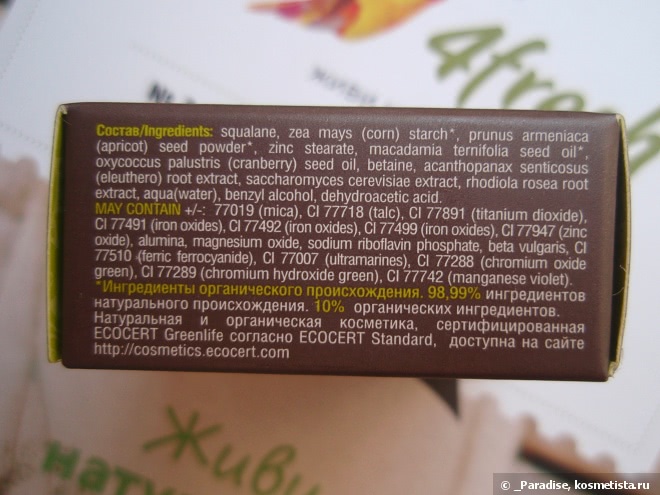 4fresh
Состав/Ingredients: squalane, zea mays (corn) starch*, prunus armeniaca
(apricot) seed powder*, zinc stearate, macadamia ternifolia seed oil*,
oxycoccus palustris (cranberry) seed oil, betaine, acanthopanax senticosus
(eleuthero) root extract, saccharomyces cerevisiae extract, rhodiola rosea root
extract, aqua(water), benzyl alcohol, dehydroacetic acid.
MAY CONTAIN +/-: 77019 (mica), CI 77718 (talc), CI 77891 (titanium dioxide),
CI 77491 (iron oxides), CI 77492 (iron oxides), CI 77499 (iron oxides), CI 77947 (zinc
oxide), alumina, magnesium oxide, sodium riboflavin phosphate, beta vulgaris, CI
77510 (ferric ferrocyanide), CI 77007 (ultramarines), CI 77288 (chromium oxide
green), CI 77289 (chromium hydroxide green), CI 77742 (manganese violet).
*Ингредиенты органического происхождения. 98,99% ингредиентов
натурального происхождения. 10% органических ингредиентов.
Натуральная и органическая косметика, сертифицированная
ECOCERT Greenlife согласно ECOCERT Standard, доступна на сайте
http://cosmetics.ecocert.com
Живи
нату
© _Paradise, kosmetista.ru